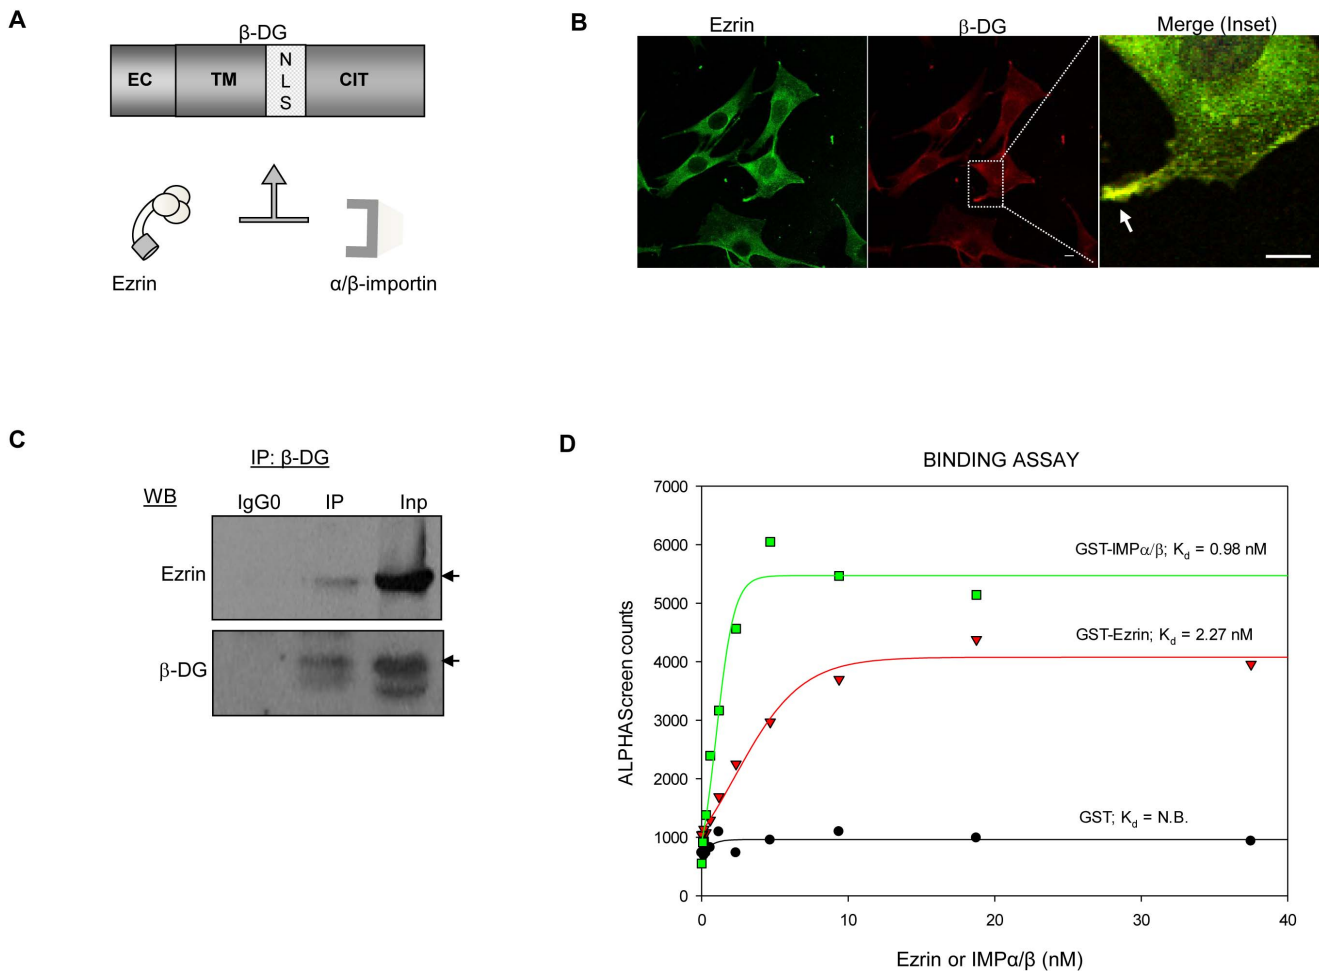 A
β-DG
EC
TM
N
L
S
CIT
Ezrin
α/β-importin
B
Ezrin
β-DG
Merge (Inset)
C
IP: β-DG
WB
IgG0
IP
Inp
Ezrin
β-DG
D
BINDING ASSAY
7000
6000
5000
4000
3000
2000
1000
0
ALPHAScreen counts
GST-IMPα/β; Kd = 0.98 nM
GST-Ezrin; Kd = 2.27 nM
GST; Kd = N.B.
0 10 20 30 40
Ezrin or IMPα/β (nM)